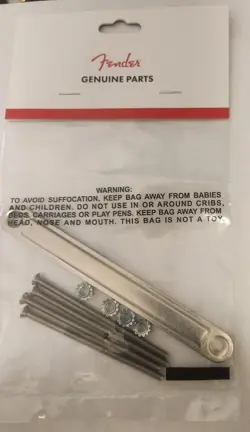 Fender
GENUINE PARTS
WARNING:
TO AVOID SUFFOCATION, KEEP BAG AWAY FROM BABIES
AND CHILDREN. DO NOT USE IN OR AROUND CRIBS,
BEDS, CARRIAGES OR PLAY PENS. KEEP BAG AWAY FROM
HEAD, NOSE AND MOUTH. THIS BAG IS NOT A TOY